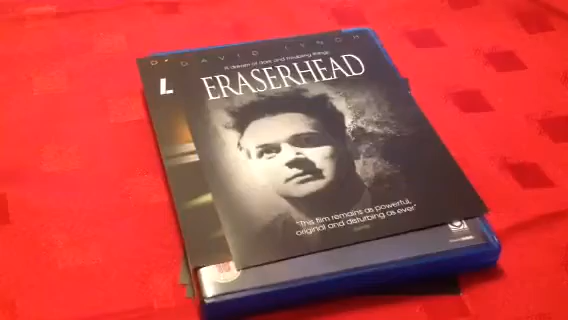 DAVID LYNCH
A dream of dark and troubling things
ERASERHEAD
L
"This film remains as powerful,
original and disturbing as ever"